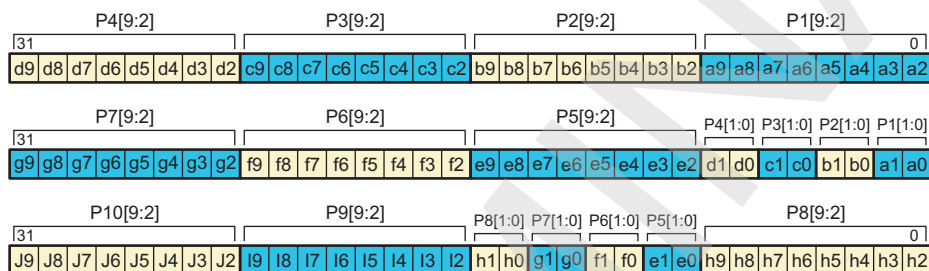 P4[9:2] P3[9:2] P2[9:2] P1[9:2]
31 0
d9 d8 d7 d6 d5 d4 d3 d2 c9 c8 c7 c6 c5 c4 c3 c2 b9 b8 b7 b6 b5 b4 b3 b2 a9 a8 a7 a6 a5 a4 a3 a2
P7[9:2] P6[9:2] P5[9:2] P4[1:0] P3[1:0] P2[1:0] P1[1:0]
31
g9 g8 g7 g6 g5 g4 g3 g2 f9 f8 f7 f6 f5 f4 f3 f2 e9 e8 e7 e6 e5 e4 e3 e2 d1 d0 c1 c0 b1 b0 a1 a0
P10[9:2] P9[9:2] P8[1:0] P7[1:0] P6[1:0] P5[1:0] P8[9:2]
31 0
J9 J8 J7 J6 J5 J4 J3 J2 I9 I8 I7 I6 I5 I4 I3 I2 h1 h0 g1 g0 f1 f0 e1 e0 h9 h8 h7 h6 h5 h4 h3 h2